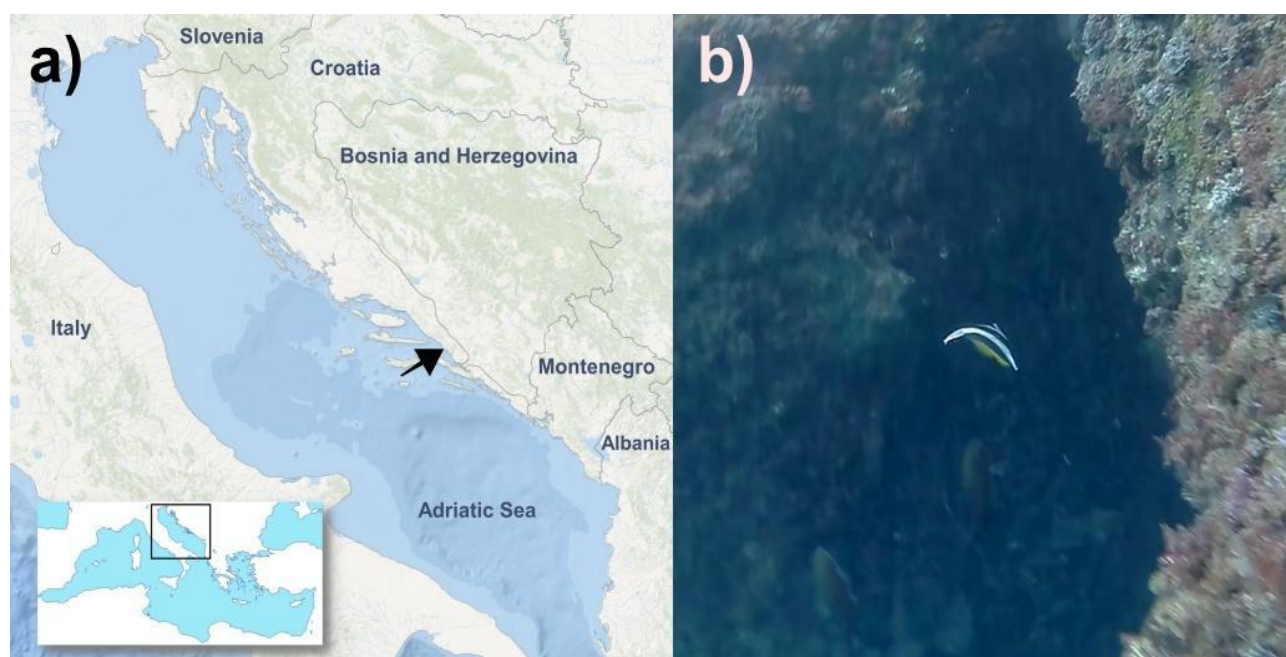 a)
Slovenia
Croatia
Bosnia and Herzegovina
Italy
Montenegro
Albania
Adriatic Sea
b)